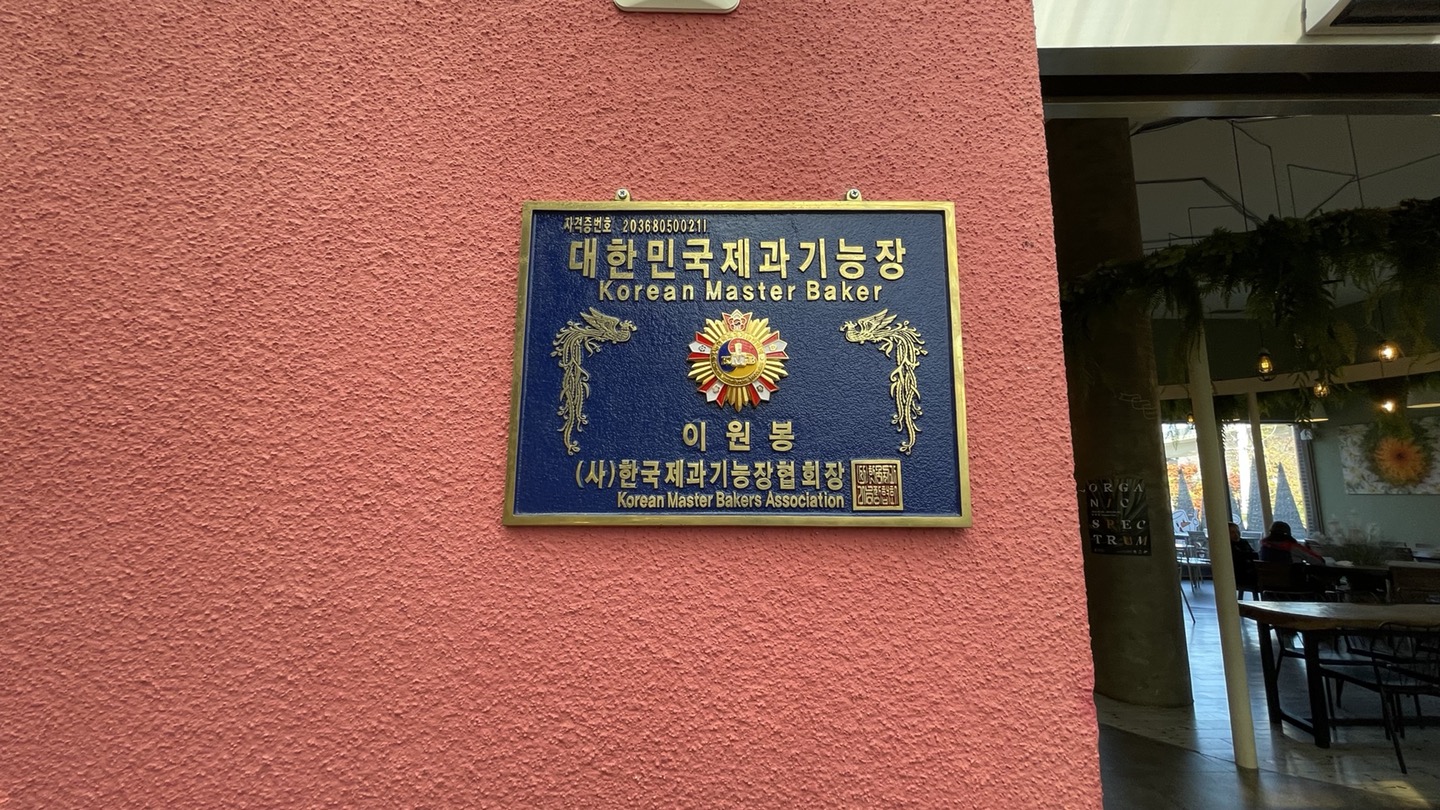 자격증번호 203680500211
대한민국제과기능장
Korean Master Baker
이원봉
(사)한국제과기능장협회장
Korean Master Bakers Association
ORGA
NIC
SPEC
TRUM